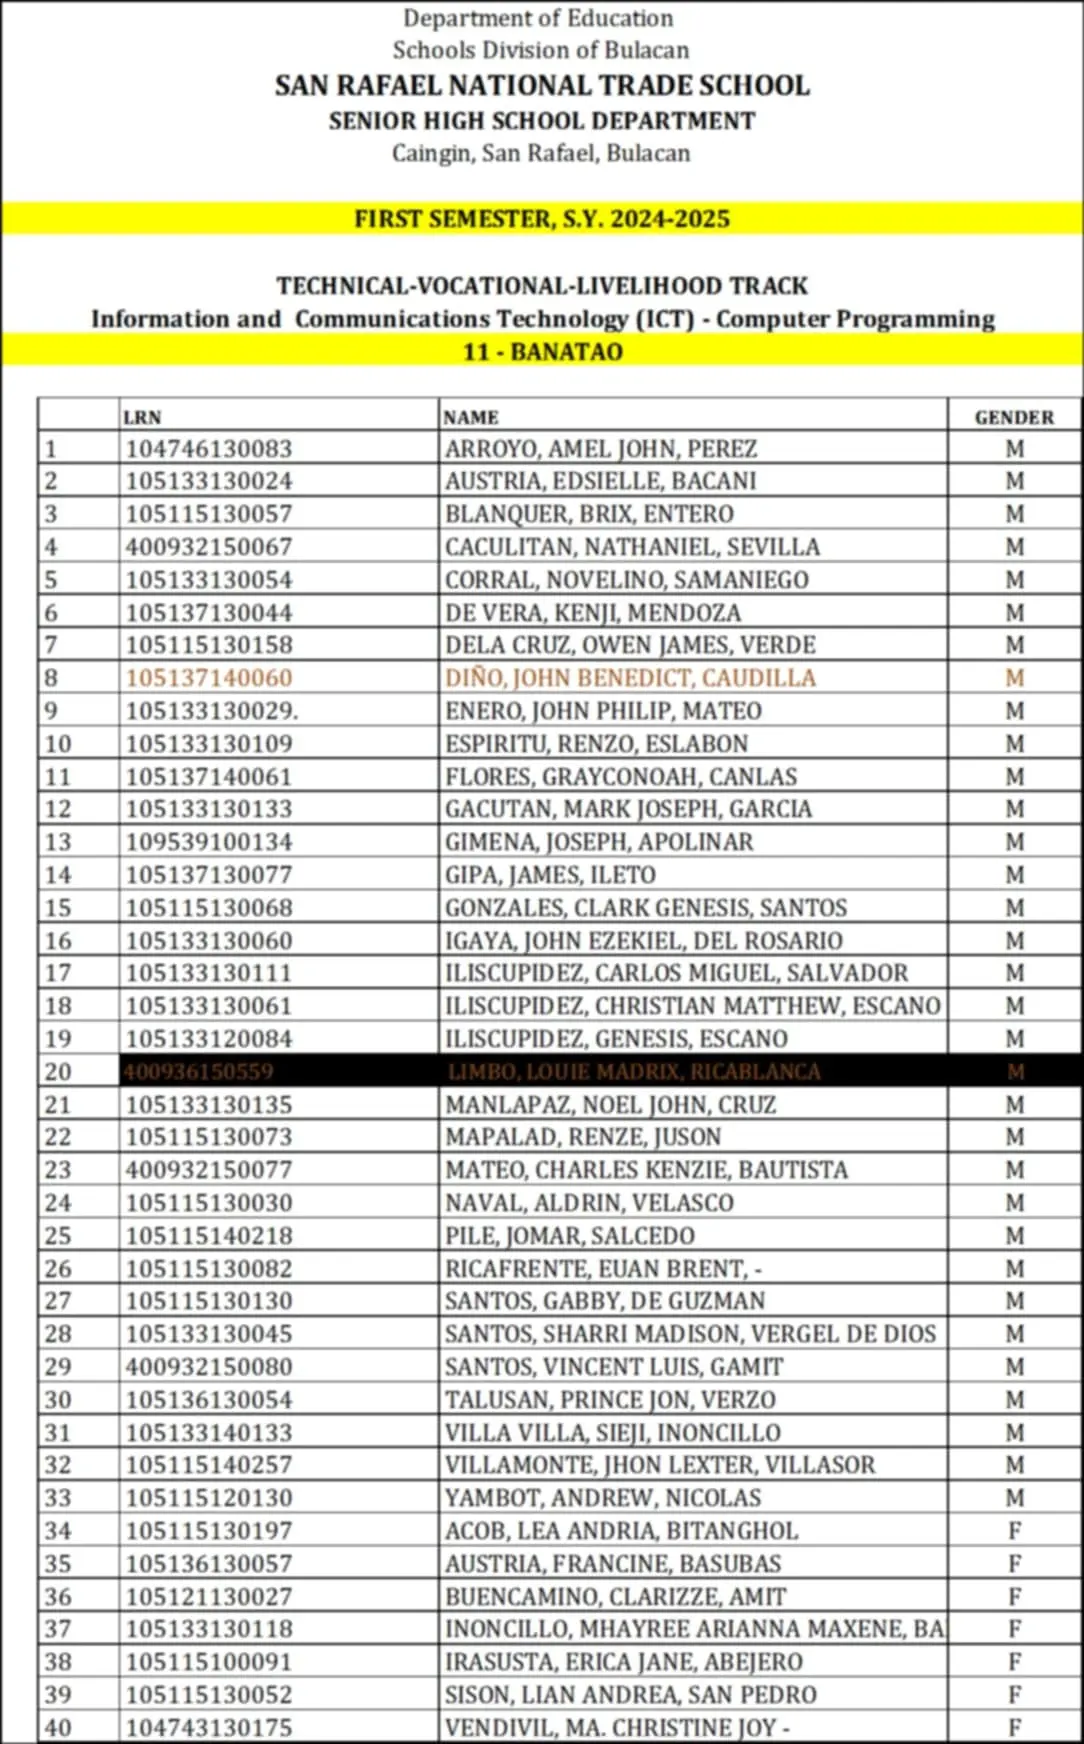 Department of Education
Schools Division of Bulacan
SAN RAFAEL NATIONAL TRADE SCHOOL
SENIOR HIGH SCHOOL DEPARTMENT
Caingin, San Rafael, Bulacan
FIRST SEMESTER, S.Y. 2024-2025
TECHNICAL-VOCATIONAL-LIVELIHOOD TRACK
Information and Communications Technology (ICT) - Computer Programming
11 - BANATAO
LRN NAME GENDER
1 104746130083 ARROYO, AMEL JOHN, PEREZ M
2 105133130024 AUSTRIA, EDSIELLE, BACANI M
3 105115130057 BLANQUER, BRIX, ENTERO M
4 400932150067 CACULITAN, NATHANIEL, SEVILLA M
5 105133130054 CORRAL, NOVELINO, SAMANIEGO M
6 105137130044 DE VERA, KENJI, MENDOZA M
7 105115130158 DELA CRUZ, OWEN JAMES, VERDE M
8 105137140060 DIÑO, JOHN BENEDICT, CAUDILLA M
9 105133130029. ENERO, JOHN PHILIP, MATEO M
10 105133130109 ESPIRITU, RENZO, ESLABON M
11 105137140061 FLORES, GRAYCONOAH, CANLAS M
12 105133130133 GACUTAN, MARK JOSEPH, GARCIA M
13 109539100134 GIMENA, JOSEPH, APOLINAR M
14 105137130077 GIPA, JAMES, ILETO M
15 105115130068 GONZALES, CLARK GENESIS, SANTOS M
16 105133130060 IGAYA, JOHN EZEKIEL, DEL ROSARIO M
17 105133130111 ILISCUPIDEZ, CARLOS MIGUEL, SALVADOR M
18 105133130061 ILISCUPIDEZ, CHRISTIAN MATTHEW, ESCANO M
19 105133120084 ILISCUPIDEZ, GENESIS, ESCANO M
20 400936150559 LIMBO, LOUIE MADRIX, RICABLANCA M
21 105133130135 MANLAPAZ, NOEL JOHN, CRUZ M
22 105115130073 MAPALAD, RENZE, JUSON M
23 400932150077 MATEO, CHARLES KENZIE, BAUTISTA M
24 105115130030 NAVAL, ALDRIN, VELASCO M
25 105115140218 PILE, JOMAR, SALCEDO M
26 105115130082 RICAFRENTE, EUAN BRENT, - M
27 105115130130 SANTOS, GABBY, DE GUZMAN M
28 105133130045 SANTOS, SHARRI MADISON, VERGEL DE DIOS M
29 400932150080 SANTOS, VINCENT LUIS, GAMIT M
30 105136130054 TALUSAN, PRINCE JON, VERZO M
31 105133140133 VILLA VILLA, SIEJI, INONCILLO M
32 105115140257 VILLAMONTE, JHON LEXTER, VILLASOR M
33 105115120130 YAMBOT, ANDREW, NICOLAS M
34 105115130197 ACOB, LEA ANDRIA, BITANGHOL F
35 105136130057 AUSTRIA, FRANCINE, BASUBAS F
36 105121130027 BUENCAMINO, CLARIZZE, AMIT F
37 105133130118 INONCILLO, MHAYREE ARIANNA MAXENE, BA F
38 105115100091 IRASUSTA, ERICA JANE, ABEJERO F
39 105115130052 SISON, LIAN ANDREA, SAN PEDRO F
40 104743130175 VENDIVIL, MA. CHRISTINE JOY - F